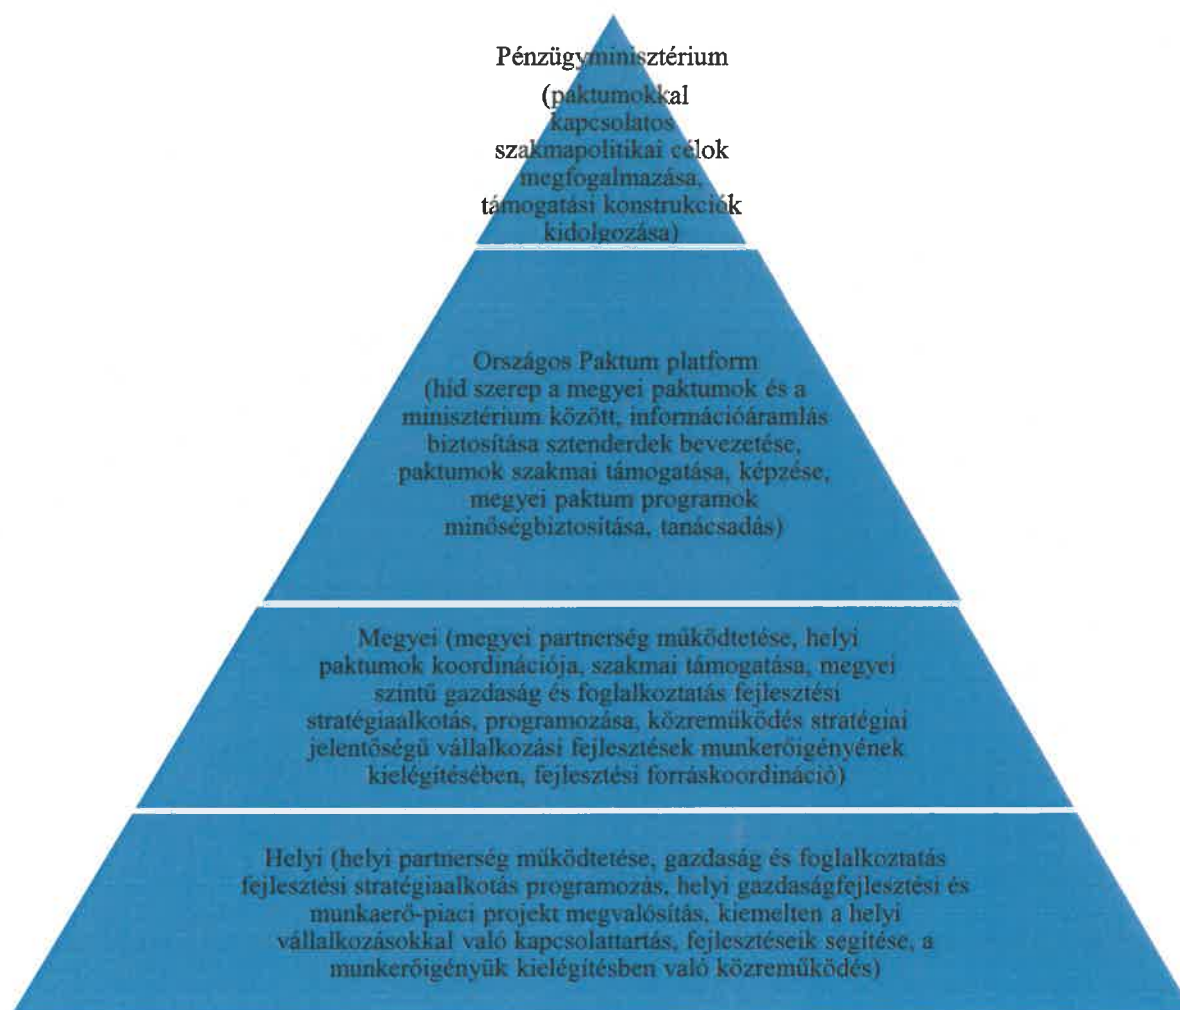 Pénzügyminisztérium
(paktumokkal
kapcsolatos
szakmapolitikai célok
megfogalmazása,
támogatási konstrukciók
kidolgozása)
Országos Paktum platform
(híd szerep a megyei paktumok és a
minisztérium között, információáramlás
biztosítása sztenderdek bevezetése,
paktumok szakmai támogatása, képzése,
megyei paktum programok
minőségbiztosítása, tanácsadás)
Megyei (megyei partnerség működtetése, helyi
paktumok koordinációja, szakmai támogatása, megyei
szintű gazdaság és foglalkoztatás fejlesztési
stratégiaalkotás, programozása, közreműködés stratégiai
jelentőségű vállalkozási fejlesztések munkerőigényének
kielégítésében, fejlesztési forráskoordináció)
Helyi (helyi partnerség működtetése, gazdaság és foglalkoztatás
fejlesztési stratégiaalkotás programozás, helyi gazdaságfejlesztési és
munkaerő-piaci projekt megvalósítás, kiemelten a helyi
vállalkozásokkal való kapcsolattartás, fejlesztéseik segítése, a
munkerőigényük kielégítésben való közreműködés)